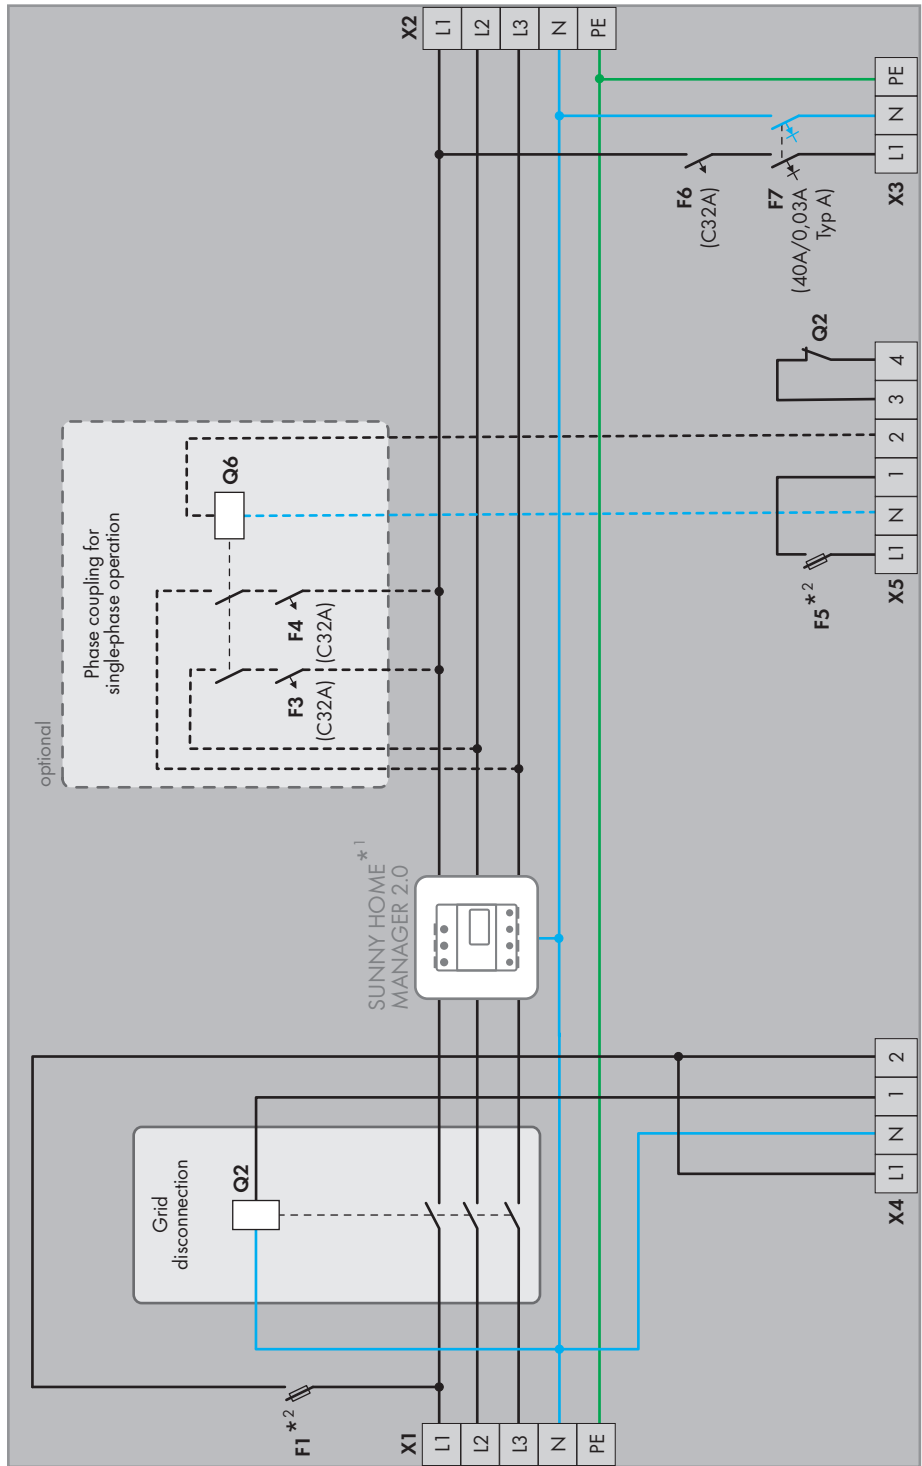 optional
Phase coupling for
single-phase operation
Q6
F3
(C32A)
F4
(C32A)
Grid
disconnection
Q2
F1 *2
SUNNY HOME
MANAGER 2.0 *1
X1
L1
L2
L3
N
PE
X2
L1
L2
L3
N
PE
F6
(C32A)
F7
(40A/0,03A
Typ A)
X4
L1
N
1
2
F5 *2
Q2
X5
L1
N
1
2
3
4
X3
L1
N
PE